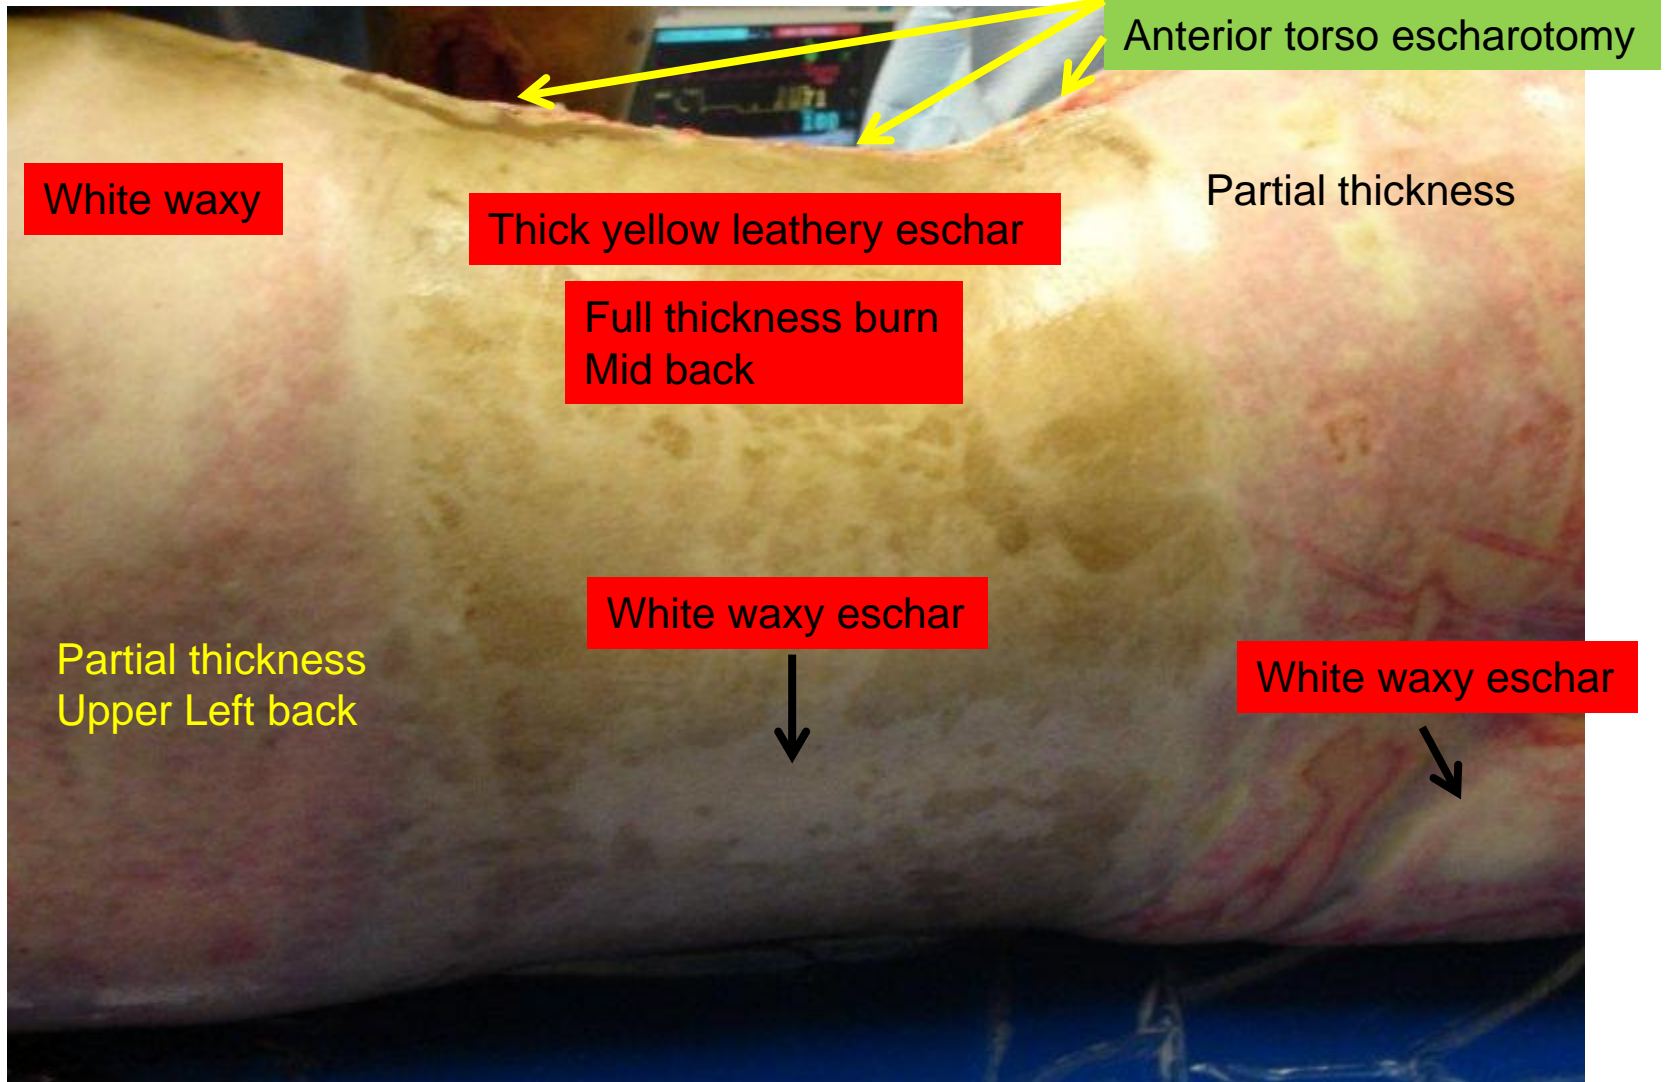 Anterior torso escharotomy
White waxy
Partial thickness
Thick yellow leathery eschar
Full thickness burn
Mid back
White waxy eschar
Partial thickness
Upper Left back
White waxy eschar